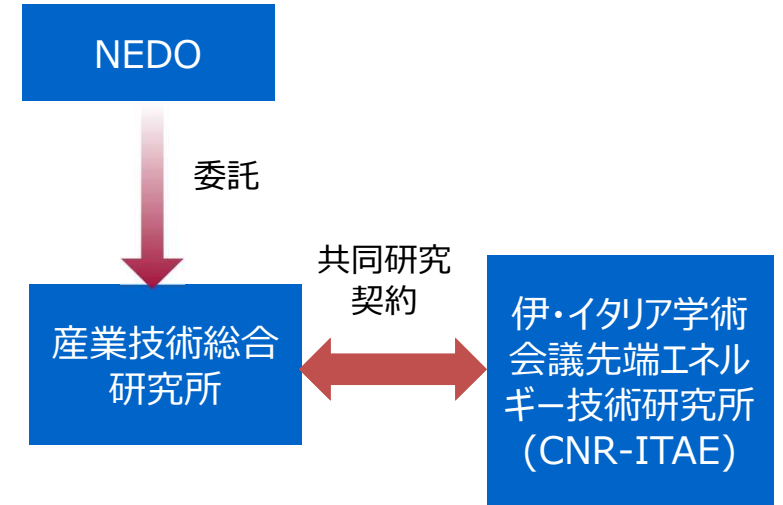 NEDO
委託
共同研究
契約
産業技術総合
研究所
伊・イタリア学術
会議先端エネル
ギー技術研究所
(CNR-ITAE)